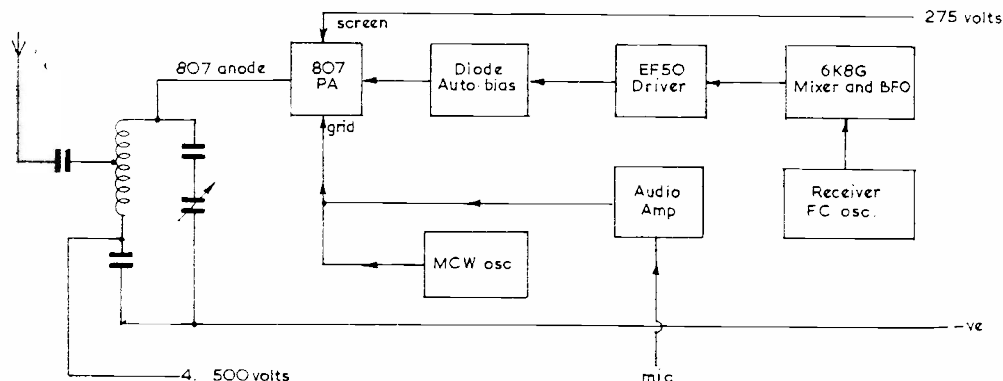 screen
275 volts
807 anode
807
PA
Diode
Auto-bias
EF50
Driver
6K8G
Mixer and BFO
grid
Audio
Amp
Receiver
FC osc.
MCW osc
-ve
4. 500 volts
mic